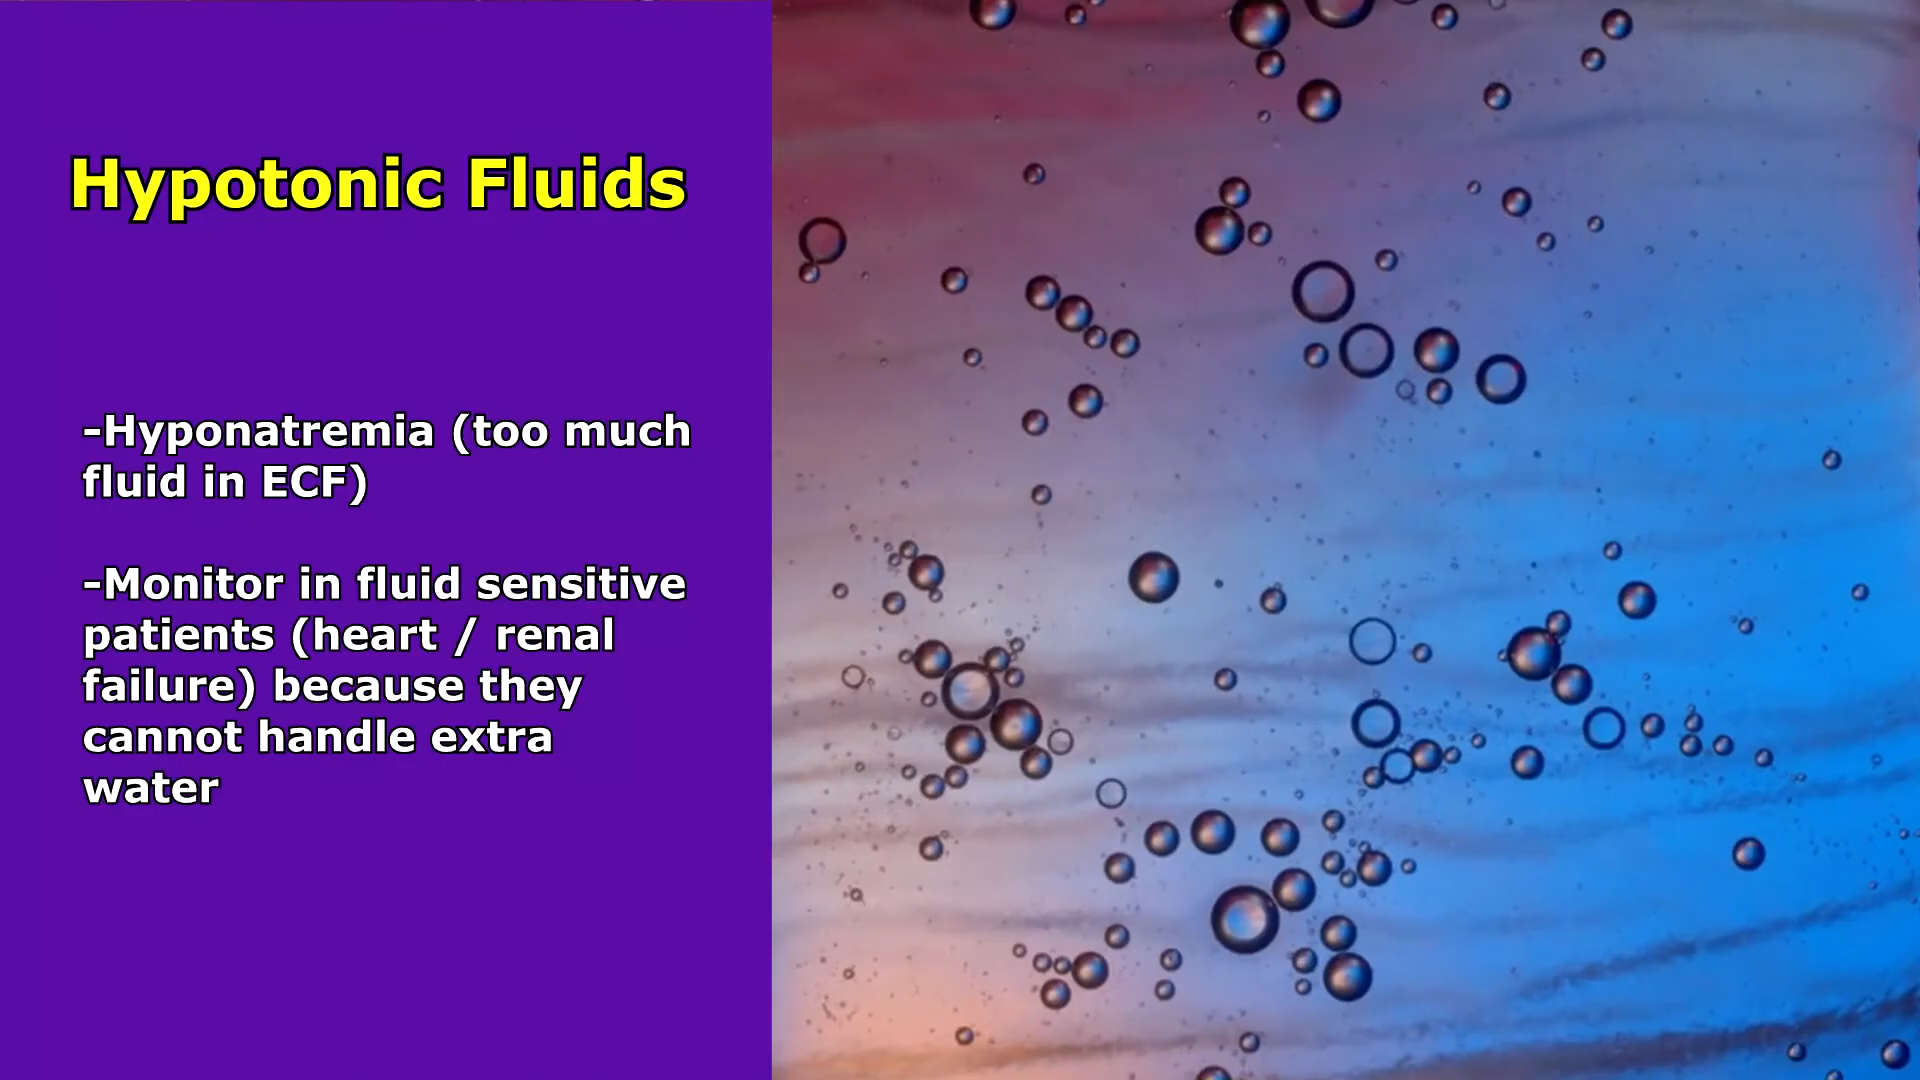 Hypotonic Fluids
-Hyponatremia (too much
fluid in ECF)
-Monitor in fluid sensitive
patients (heart / renal
failure) because they
cannot handle extra
water